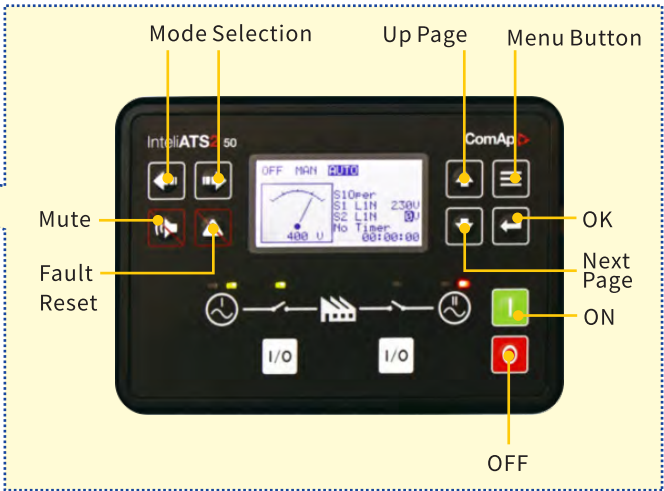 Mode Selection
Up Page
Menu Button
InteliATS2 50
ComAp
OFF MAN AUTO
S1Oper
S1 L1N 230V
S2 L1N 0V
No Timer
400 V 00:00:00
Mute
OK
Fault
Reset
Next
Page
I
II
I
ON
I/O
I/O
O
OFF